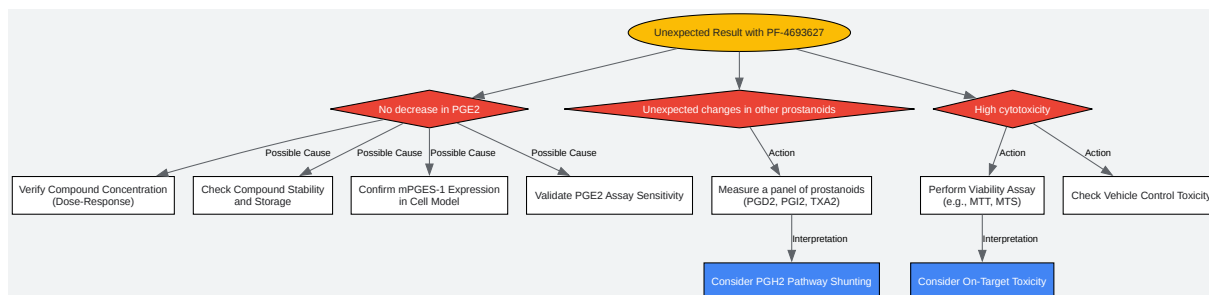 Unexpected Result with PF-4693627
No decrease in PGE2
Unexpected changes in other prostanoids
High cytotoxicity
Possible Cause
Possible Cause
Possible Cause
Possible Cause
Action
Action
Action
Verify Compound Concentration
(Dose-Response)
Check Compound Stability
and Storage
Confirm mPGES-1 Expression
in Cell Model
Validate PGE2 Assay Sensitivity
Measure a panel of prostanoids
(PGD2, PGI2, TXA2)
Perform Viability Assay
(e.g., MTT, MTS)
Check Vehicle Control Toxicity
Interpretation
Interpretation
Consider PGH2 Pathway Shunting
Consider On-Target Toxicity